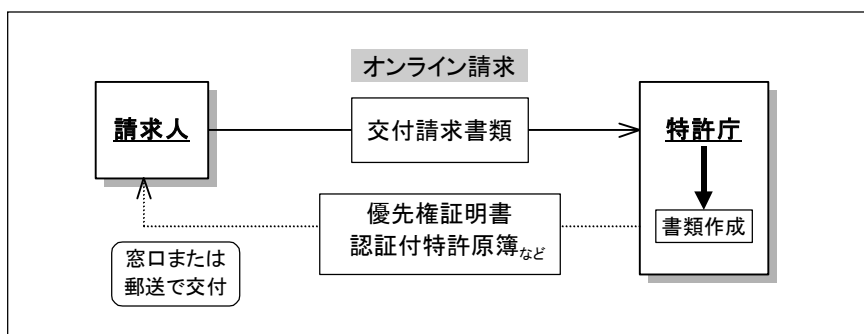 オンライン請求
請求人
交付請求書類
特許庁
書類作成
優先権証明書
認証付特許原簿など
窓口または
郵送で交付